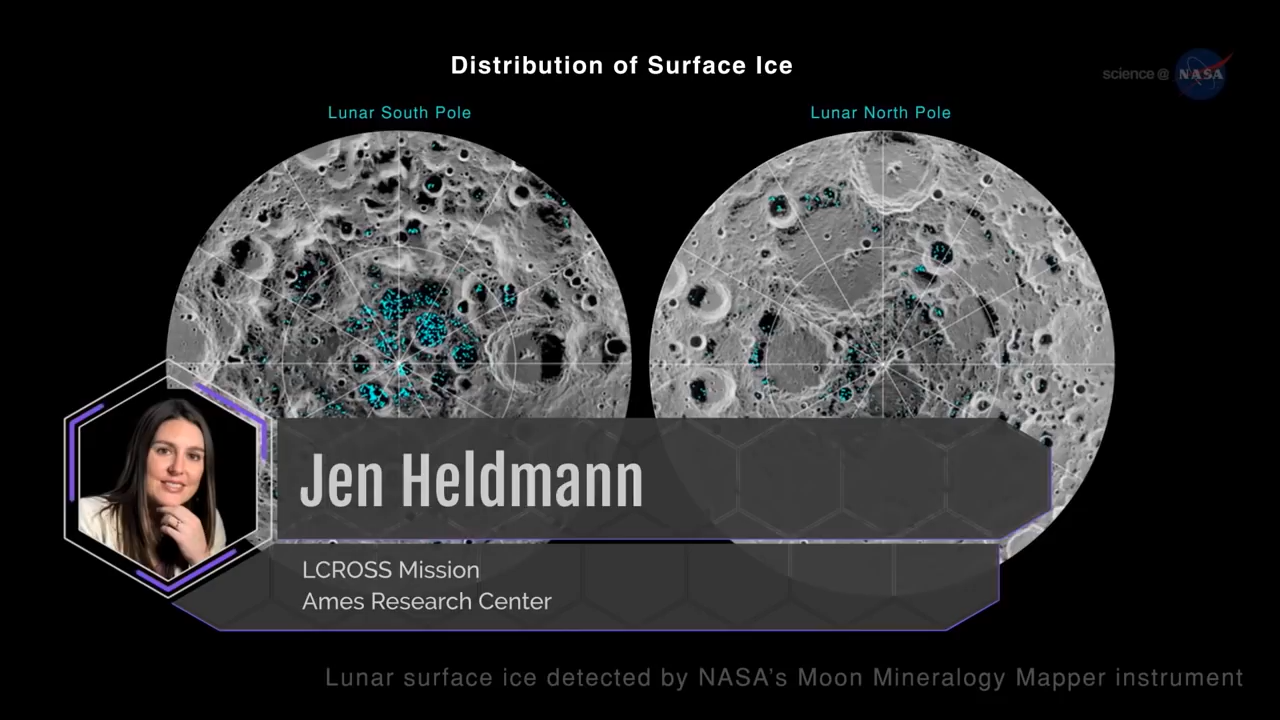 Distribution of Surface Ice
science@ NASA
Lunar South Pole
Lunar North Pole
Jen Heldmann
LCROSS Mission
Ames Research Center
Lunar surface ice detected by NASA's Moon Mineralogy Mapper instrument